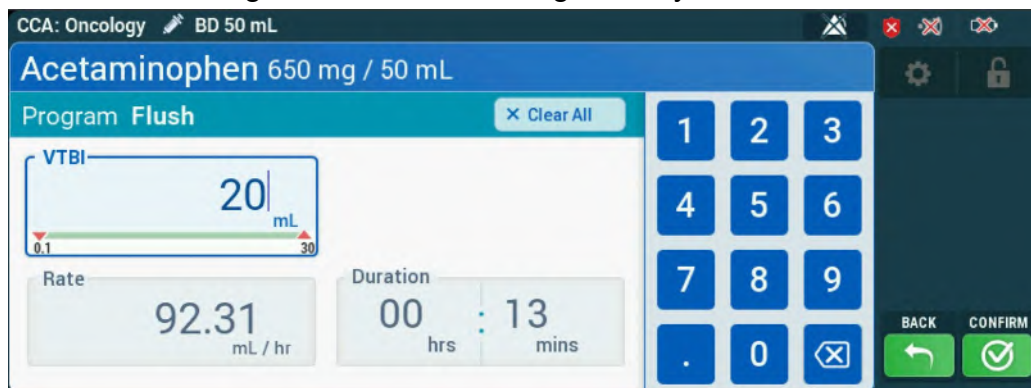 CCA: Oncology BD 50 mL
Acetaminophen 650 mg / 50 mL
Program Flush
× Clear All
VTBI
20 mL
0.1 30
Rate
92.31 mL / hr
Duration
00 hrs : 13 mins
1 2 3
4 5 6
7 8 9
. 0
BACK CONFIRM